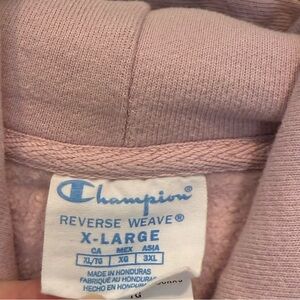 Champion®
REVERSE WEAVE®
X-LARGE
CA MEX ASIA
XL/TG XG 3XL
MADE IN HONDURAS
FABRIQUÉ AU HONDURAS
HECHO EN HONDURAS